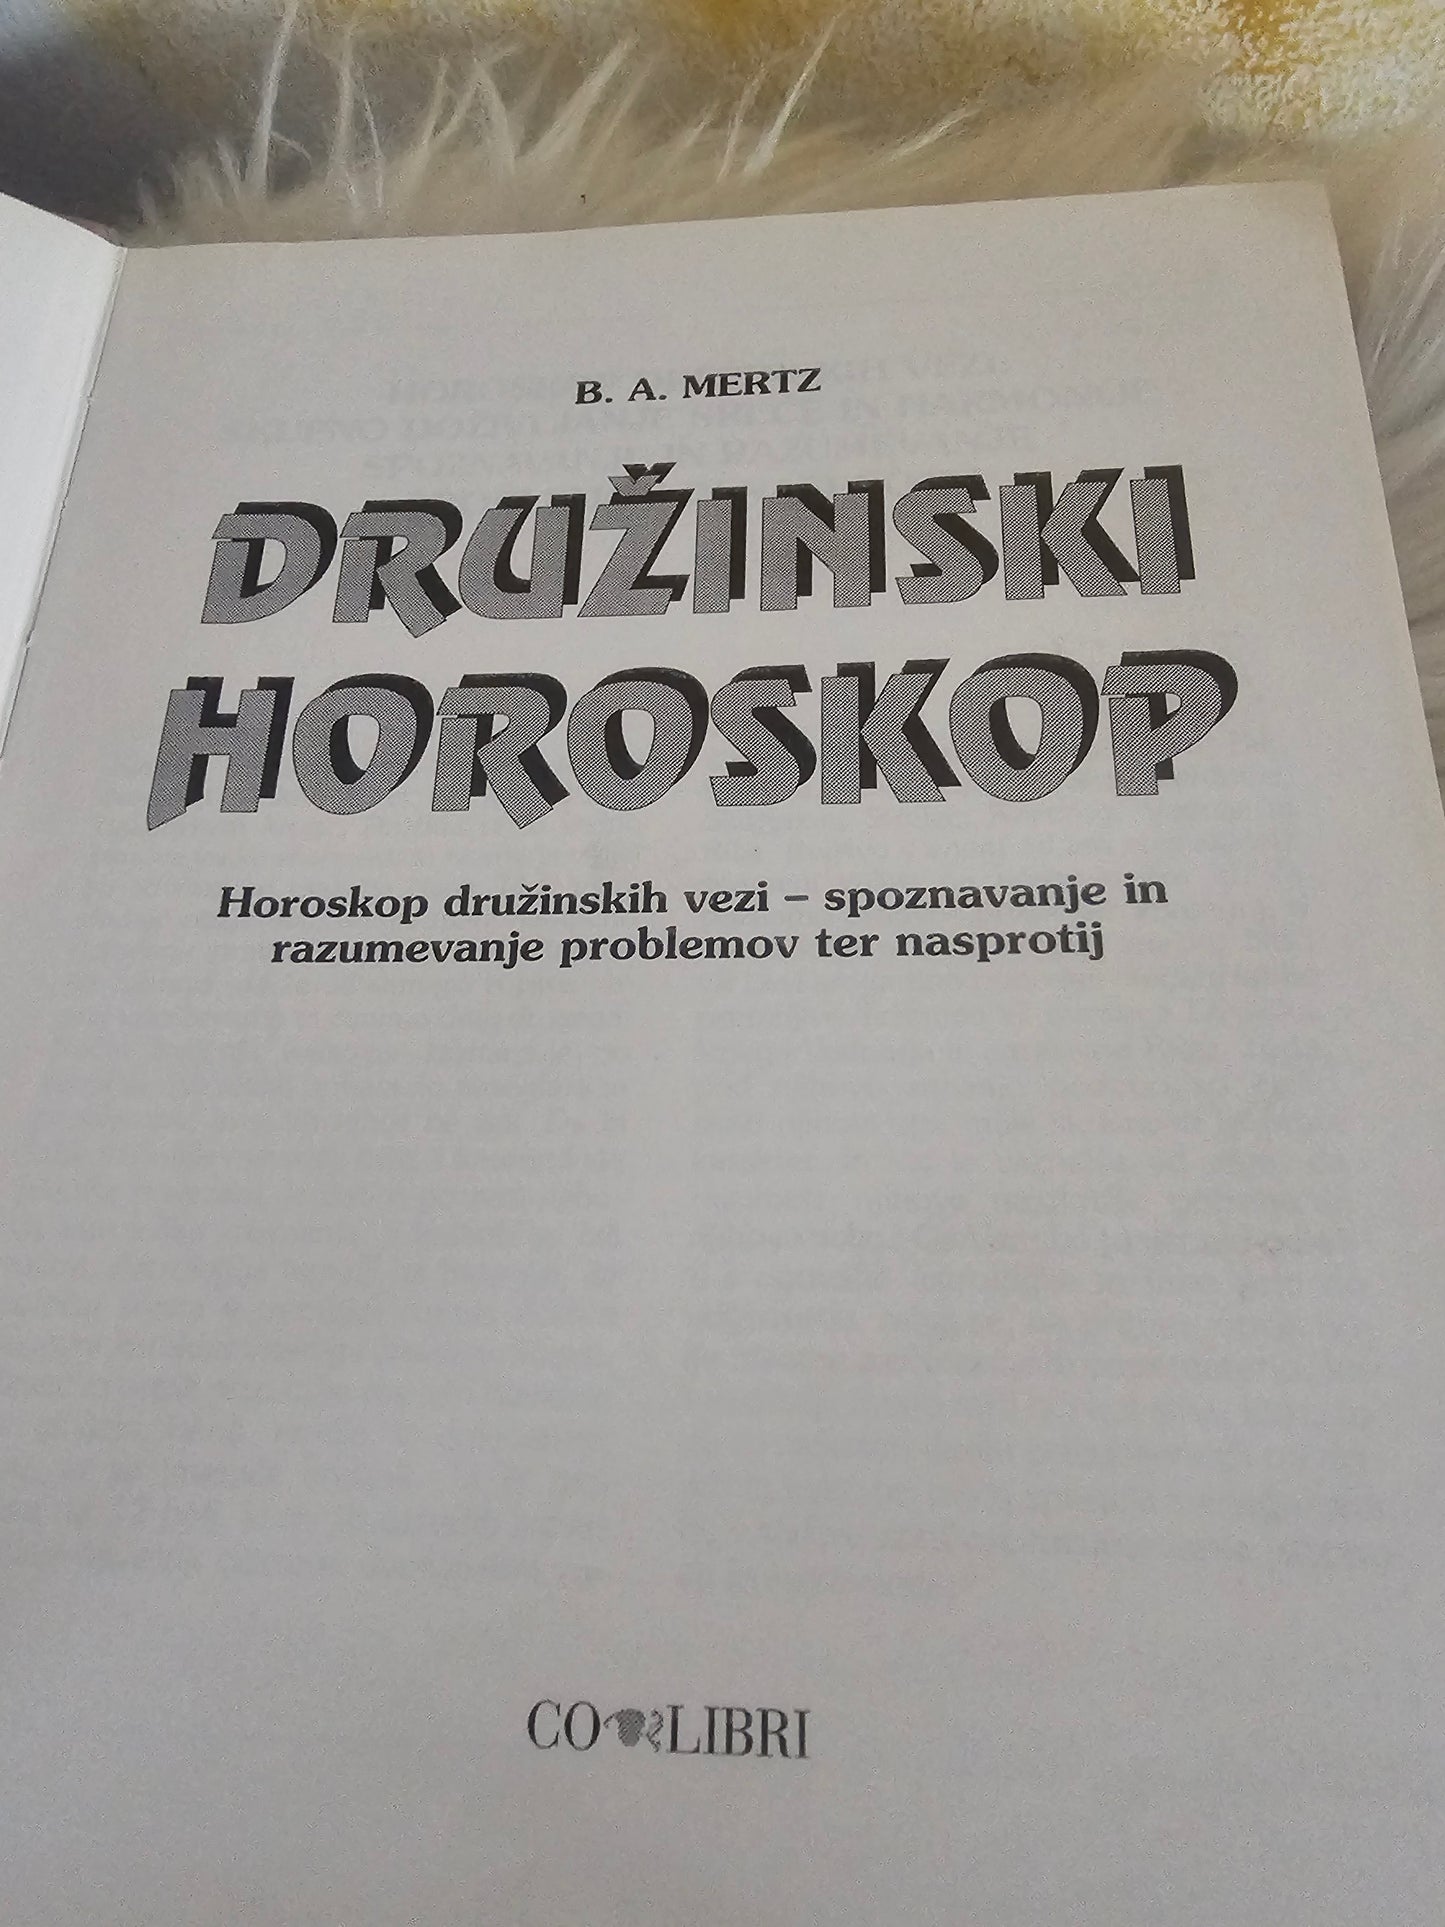 B. A. MERTZ
DRUŽINSKI
HOROSKOP
Horoskop družinskih vezi – spoznavanje in
razumevanje problemov ter nasprotij
CO LIBRI